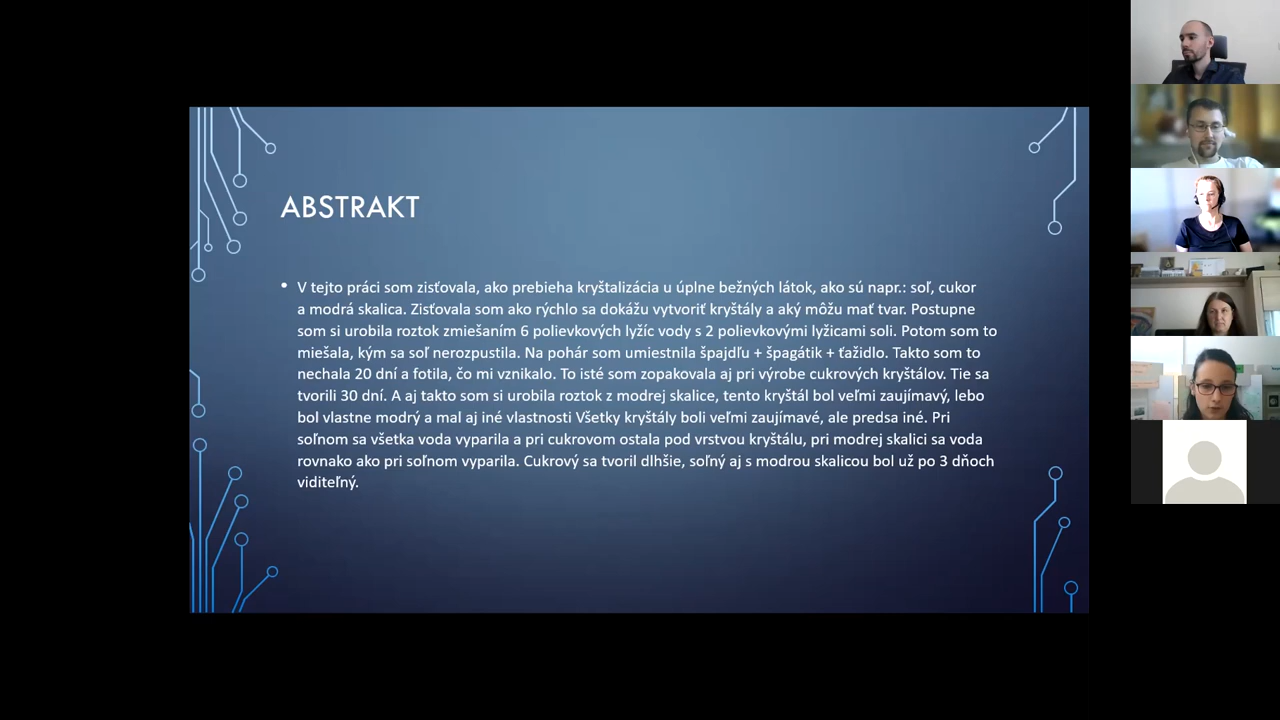 ABSTRAKT
• V tejto práci som zisťovala, ako prebieha kryštalizácia u úplne bežných látok, ako sú napr.: soľ, cukor
a modrá skalica. Zisťovala som ako rýchlo sa dokážu vytvoriť kryštály a aký môžu mať tvar. Postupne
som si urobila roztok zmiešaním 6 polievkových lyžíc vody s 2 polievkovými lyžicami soli. Potom som to
miešala, kým sa soľ nerozpustila. Na pohár som umiestnila špajdľu + špagátik + ťažidlo. Takto som to
nechala 20 dní a fotila, čo mi vznikalo. To isté som zopakovala aj pri výrobe cukrových kryštálov. Tie sa
tvorili 30 dní. A aj takto som si urobila roztok z modrej skalice, tento kryštál bol veľmi zaujímavý, lebo
bol vlastne modrý a mal aj iné vlastnosti Všetky kryštály boli veľmi zaujímavé, ale predsa iné. Pri
soľnom sa všetka voda vyparila a pri cukrovom ostala pod vrstvou kryštálu, pri modrej skalici sa voda
rovnako ako pri soľnom vyparila. Cukrový sa tvoril dlhšie, soľný aj s modrou skalicou bol už po 3 dňoch
viditeľný.